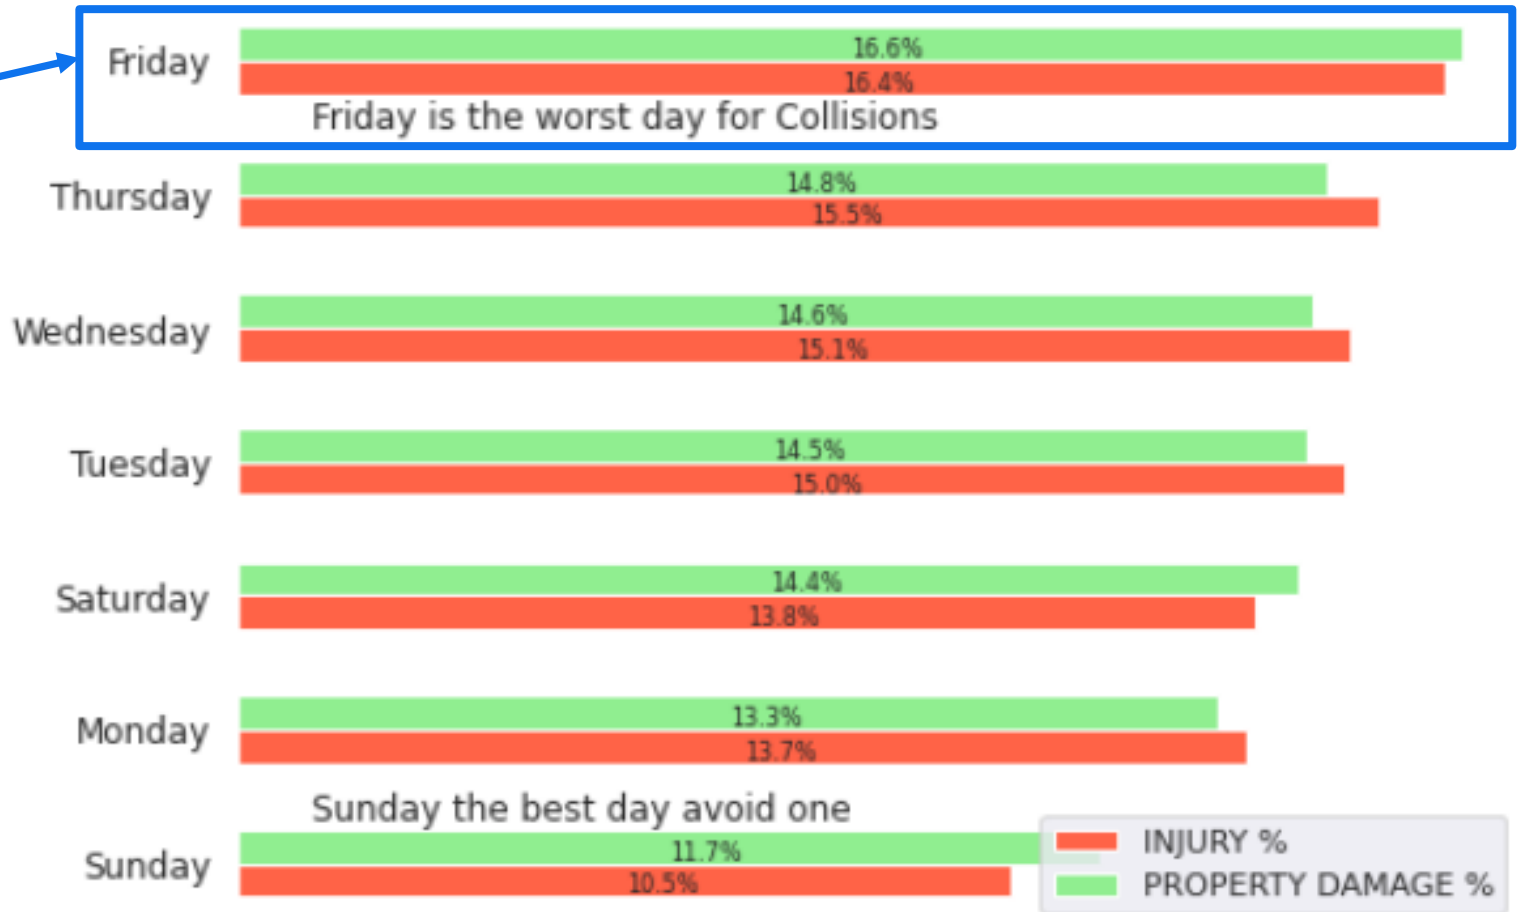 Friday
16.6%
16.4%
Friday is the worst day for Collisions
Thursday
14.8%
15.5%
Wednesday
14.6%
15.1%
Tuesday
14.5%
15.0%
Saturday
14.4%
13.8%
Monday
13.3%
13.7%
Sunday the best day avoid one
Sunday
11.7%
10.5%
INJURY %
PROPERTY DAMAGE %